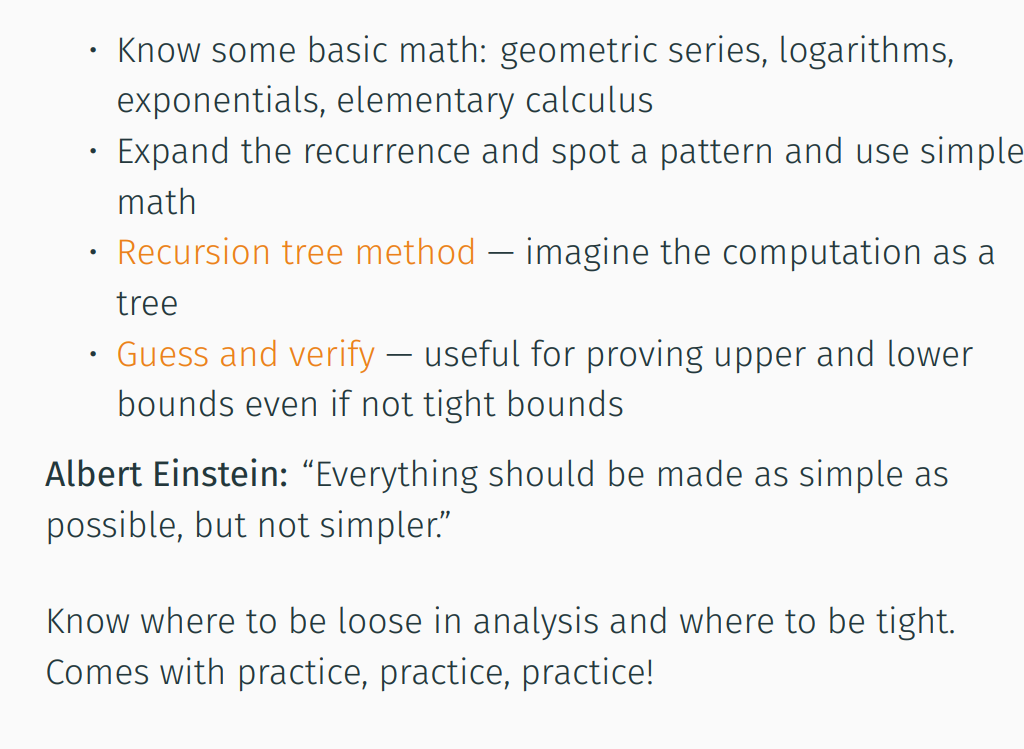 • Know some basic math: geometric series, logarithms,
exponentials, elementary calculus
• Expand the recurrence and spot a pattern and use simple
math
• Recursion tree method — imagine the computation as a
tree
• Guess and verify — useful for proving upper and lower
bounds even if not tight bounds
Albert Einstein: “Everything should be made as simple as
possible, but not simpler.”
Know where to be loose in analysis and where to be tight.
Comes with practice, practice, practice!